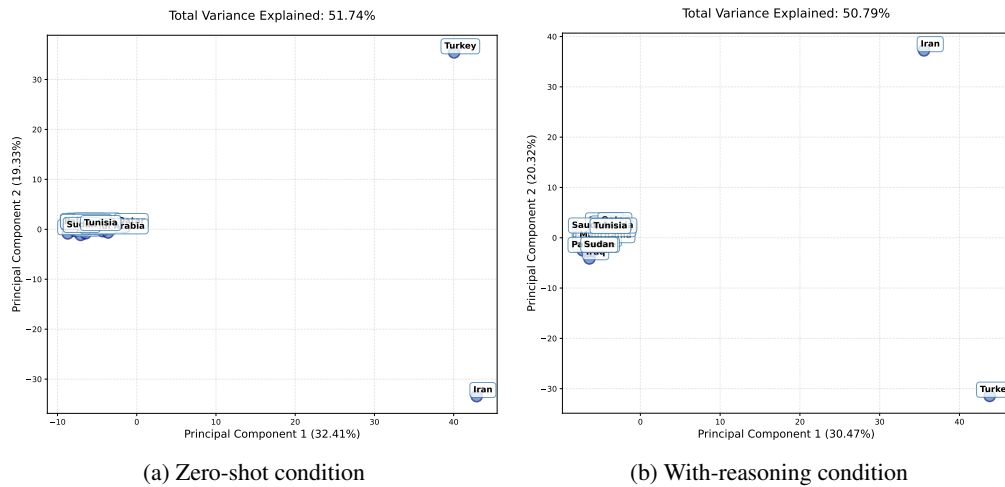 Total Variance Explained: 51.74%
Turkey
Tunisia
Iran
30
20
10
0
−10
−20
−30
−10
0
10
20
30
40
Principal Component 2 (19.33%)
Principal Component 1 (32.41%)
(a) Zero-shot condition
Total Variance Explained: 50.79%
Iran
Tunisia
Sudan
Iraq
Turke
40
30
20
10
0
−10
−20
−30
0
10
20
30
40
Principal Component 2 (20.32%)
Principal Component 1 (30.47%)
(b) With-reasoning condition